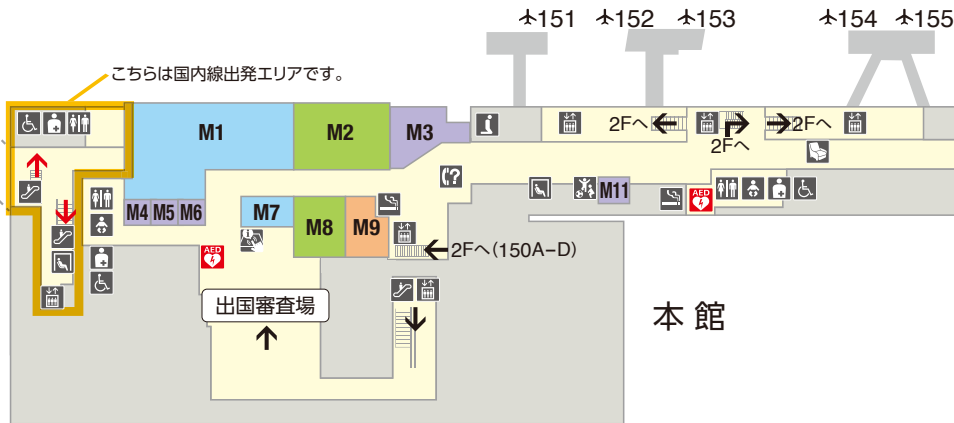 151 152 153 154 155
こちらは国内線出発エリアです。
M1 M2 M3
2Fへ 2Fへ 2Fへ
M11
M4 M5 M6 M7 M8 M9
AED
AED
2Fへ(150A-D)
出国審査場
本館